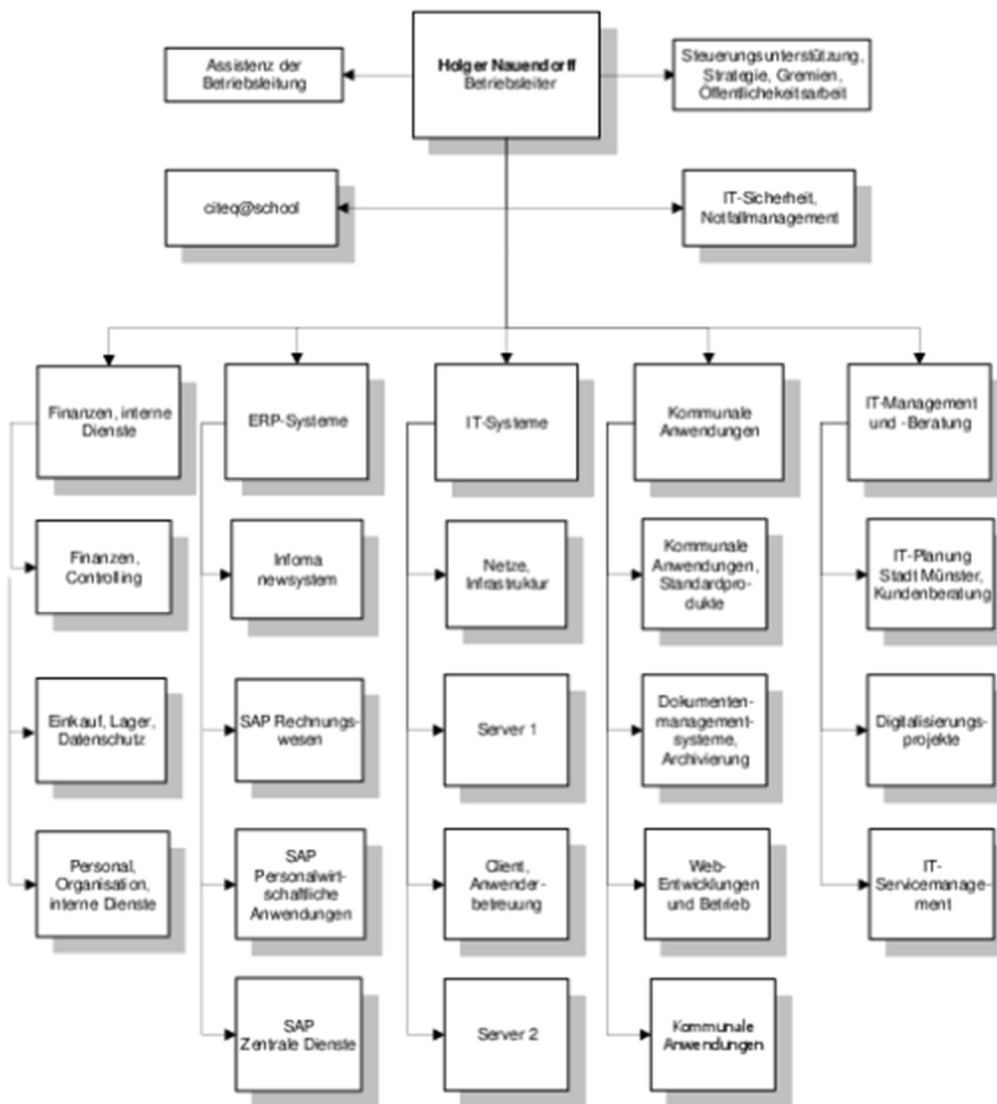 Holger Nauendorff
Betriebsleiter
Assistenz der
Betriebsleitung
Steuerungsunterstützung,
Strategie, Gremien,
Öffentlichekeitsarbeit
citeq@school
IT-Sicherheit,
Notfallmanagement
Finanzen, interne
Dienste
ERP-Systeme
IT-Systeme
Kommunale
Anwendungen
IT-Management
und -Beratung
Finanzen,
Controlling
Infoma
newsystem
Netze,
Infrastruktur
Kommunale
Anwendungen,
Standardpro-
dukte
IT-Planung
Stadt Münster,
Kundenberatung
Einkauf, Lager,
Datenschutz
SAP Rechnungs-
wesen
Server 1
Dokumenten-
management-
systeme,
Archivierung
Digitalisierungs-
projekte
Personal,
Organisation,
interne Dienste
SAP
Personalwirt-
schaftliche
Anwendungen
Client,
Anwender-
betreuung
Web-
Entwicklungen
und Betrieb
IT-
Servicemanage-
ment
SAP
Zentrale Dienste
Server 2
Kommunale
Anwendungen